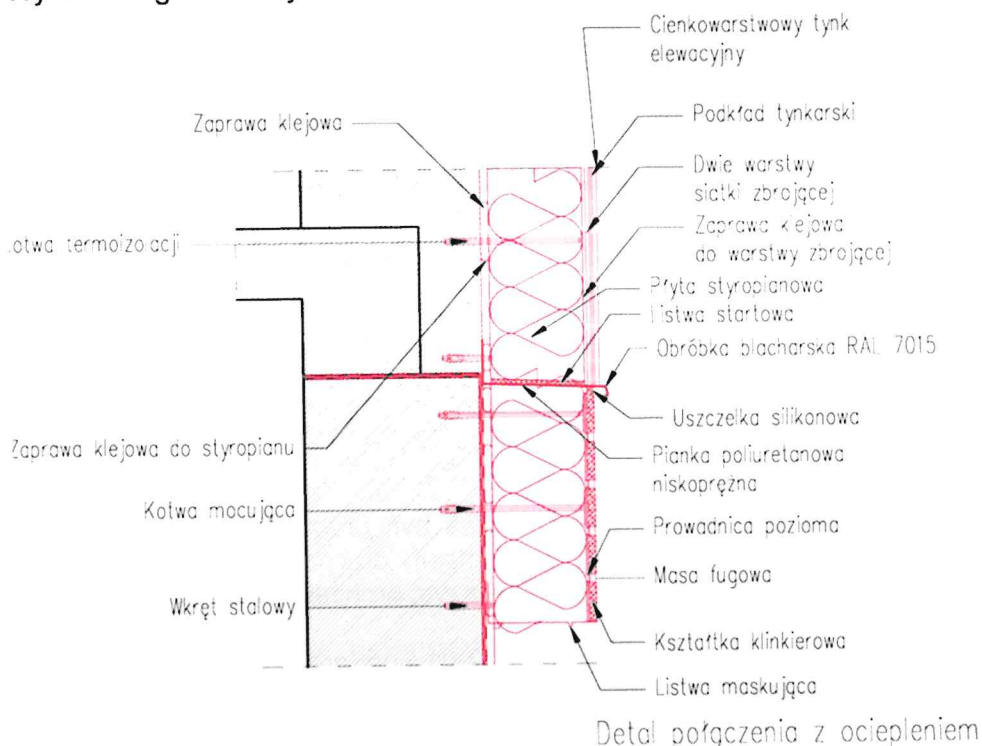 Cienkowarstwowy tynk
elewacyjny
Podkład tynkarski
Zaprawa klejowa
Dwie warstwy
siatki zbrojącej
Zaprawa klejowa
do warstwy zbrojącej
termoizolacji
Płyta styropianowa
Listwa startowa
Obróbka blacharska RAL 7015
Uszczelka silikonowa
Zaprawa klejowa do styropianu
Pianka poliuretanowa
niskoprężna
Kotwa mocująca
Prowadnica pozioma
Masa fugowa
Wkręt stalowy
Kształtka klinkierowa
Listwa maskująca
Detal połączenia z ociepleniem